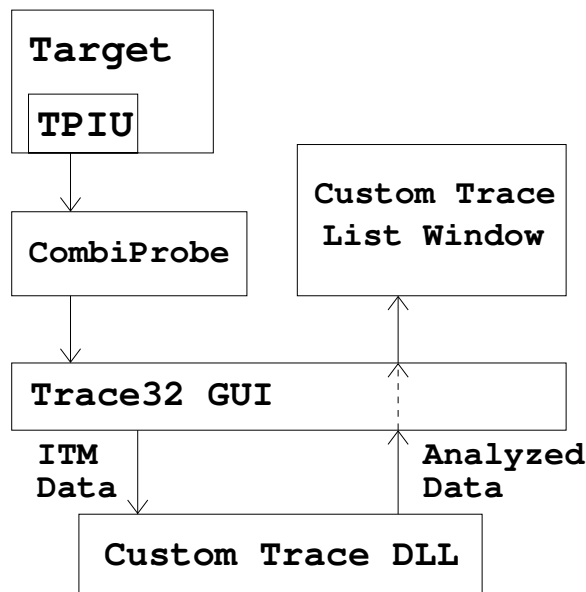 Target
TPIU
Custom Trace
List Window
CombiProbe
Trace32 GUI
ITM
Data
Analyzed
Data
Custom Trace DLL